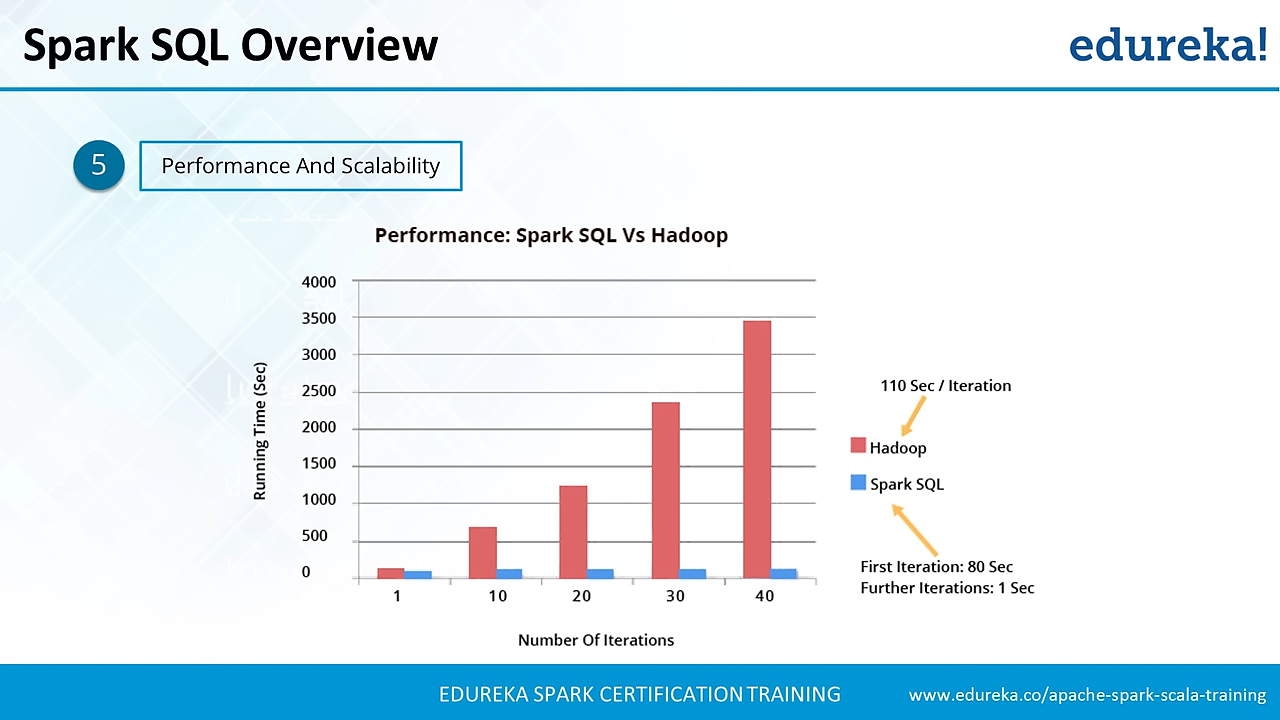 Spark SQL Overview
edureka!
5
Performance And Scalability
Performance: Spark SQL Vs Hadoop
4000
3500
3000
2500
2000
1500
1000
500
0
Running Time (Sec)
1 10 20 30 40
Number Of Iterations
110 Sec / Iteration
Hadoop
Spark SQL
First Iteration: 80 Sec
Further Iterations: 1 Sec
EDUREKA SPARK CERTIFICATION TRAINING
www.edureka.co/apache-spark-scala-training